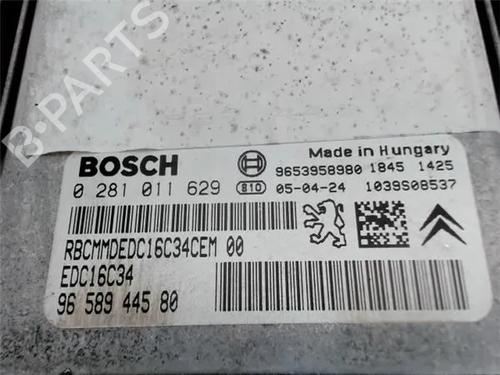 B-PARTS
Made in Hungary
BOSCH 9653958980 1845 1425
0 281 011 629 810 05-04-24 1039S08537
RBCMMDEDC16C34CEM 00
EDC16C34
96 589 445 80